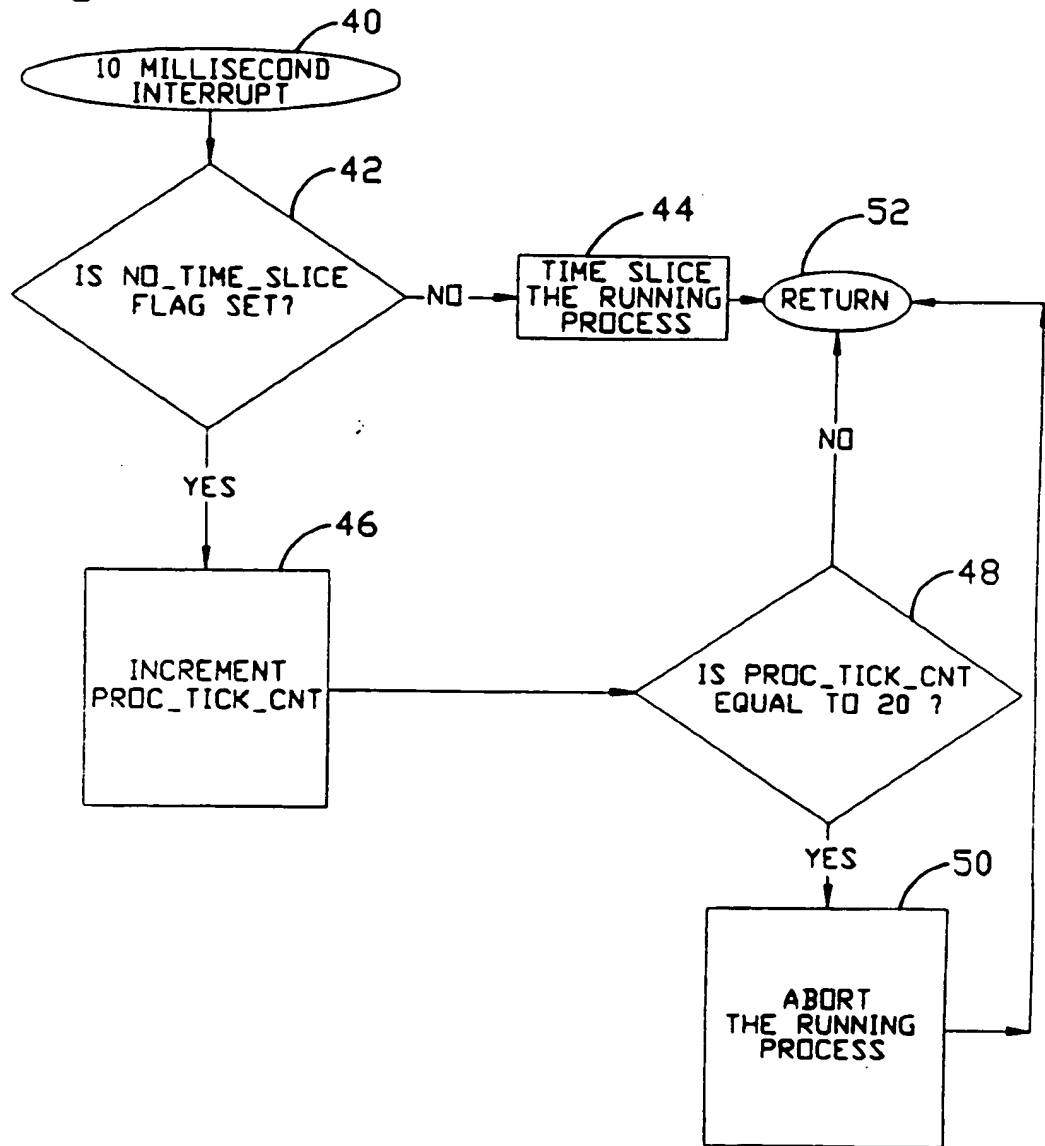 40
10 MILLISECOND
INTERRUPT
42
IS NO_TIME_SLICE
FLAG SET?
NO
44
TIME SLICE
THE RUNNING
PROCESS
52
RETURN
YES
NO
46
INCREMENT
PROC_TICK_CNT
48
IS PROC_TICK_CNT
EQUAL TO 20 ?
YES
50
ABORT
THE RUNNING
PROCESS